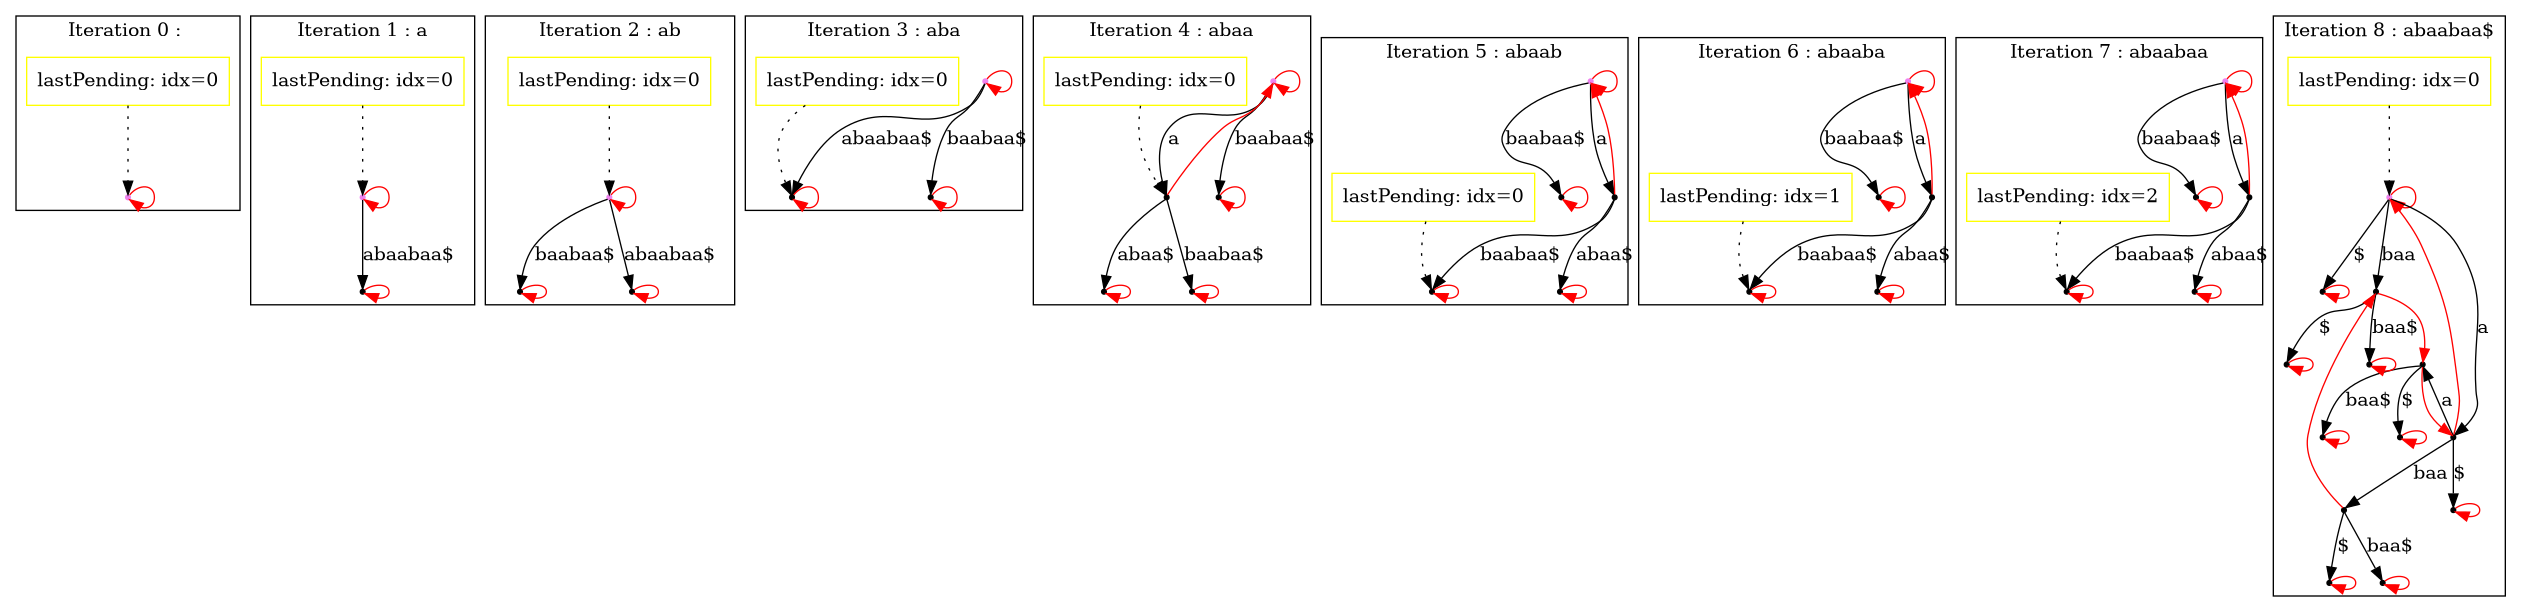 Iteration 0 :
lastPending: idx=0
Iteration 1 : a
lastPending: idx=0
abaabaa$
Iteration 2 : ab
lastPending: idx=0
baabaa$
abaabaa$
Iteration 3 : aba
lastPending: idx=0
abaabaa$
baabaa$
Iteration 4 : abaa
lastPending: idx=0
a
baabaa$
abaa$
baabaa$
Iteration 5 : abaab
baabaa$
a
lastPending: idx=0
baabaa$
abaa$
Iteration 6 : abaaba
baabaa$
a
lastPending: idx=1
baabaa$
abaa$
Iteration 7 : abaabaa
baabaa$
a
lastPending: idx=2
baabaa$
abaa$
Iteration 8 : abaabaa$
lastPending: idx=0
$
baa
$
baa$
a
baa$
$
a
baa
$
$
baa$